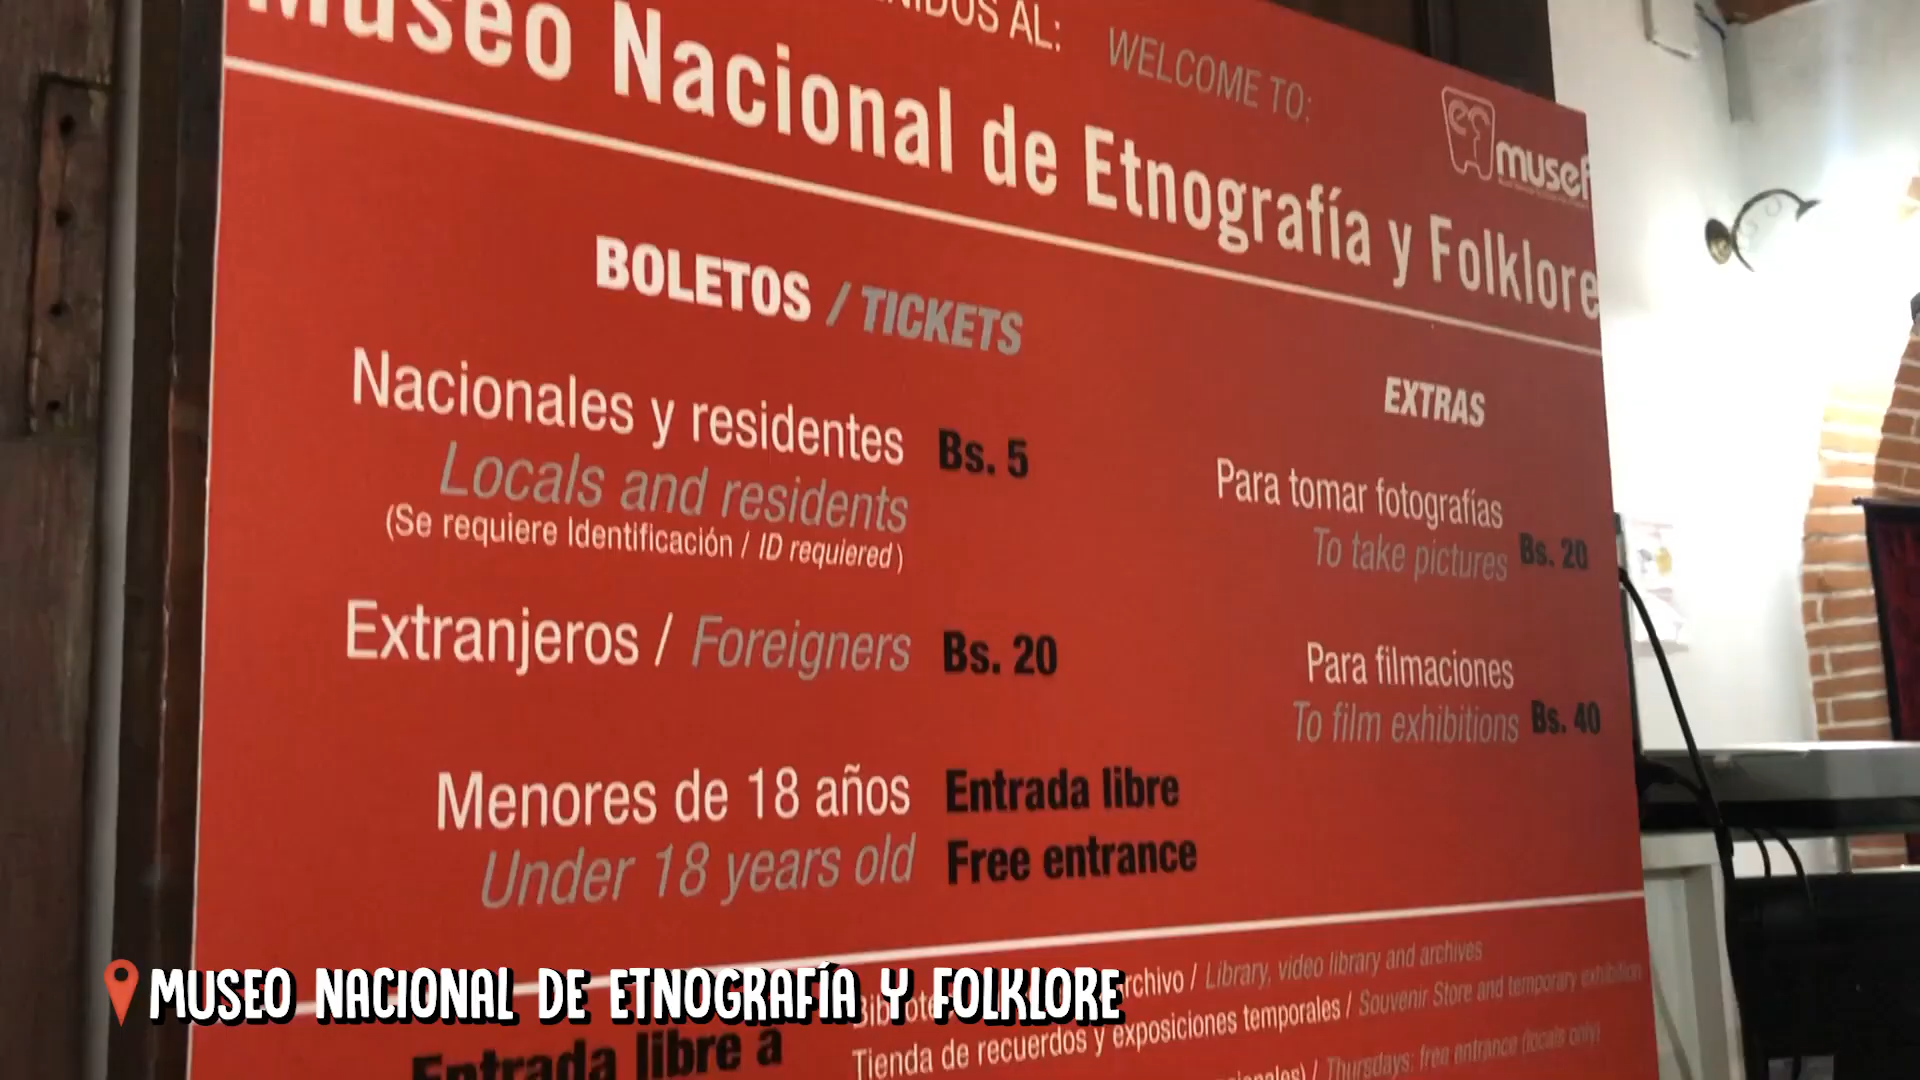 AL: WELCOME TO:
musef
Museo Nacional de Etnografía y Folklore
BOLETOS / TICKETS
Nacionales y residentes Bs. 5
Locals and residents
(Se requiere Identificación / ID requiered)
Extranjeros / Foreigners Bs. 20
Menores de 18 años Entrada libre
Under 18 years old Free entrance
EXTRAS
Para tomar fotografías
To take pictures Bs. 20
Para filmaciones
To film exhibitions Bs. 40
/ Library, video library and archives
Tienda de recuerdos y exposiciones temporales / Souvenir Store and temporary exhibition
/ Thursdays: free entrance (locals only)
Entrada libre a
MUSEO NACIONAL DE ETNOGRAFÍA Y FOLKLORE